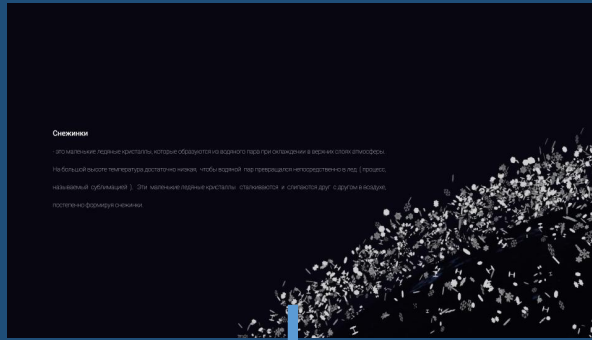 Снежинки
- это маленькие ледяные кристаллы, которые образуются из водяного пара при охлаждении в верхних слоях атмосферы.
На большой высоте температура достаточно низкая, чтобы водяной пар превращался непосредственно в лед ( процесс,
называемый сублимацией ). Эти маленькие ледяные кристаллы сталкиваются и слипаются друг с другом в воздухе,
постепенно формируя снежинки.